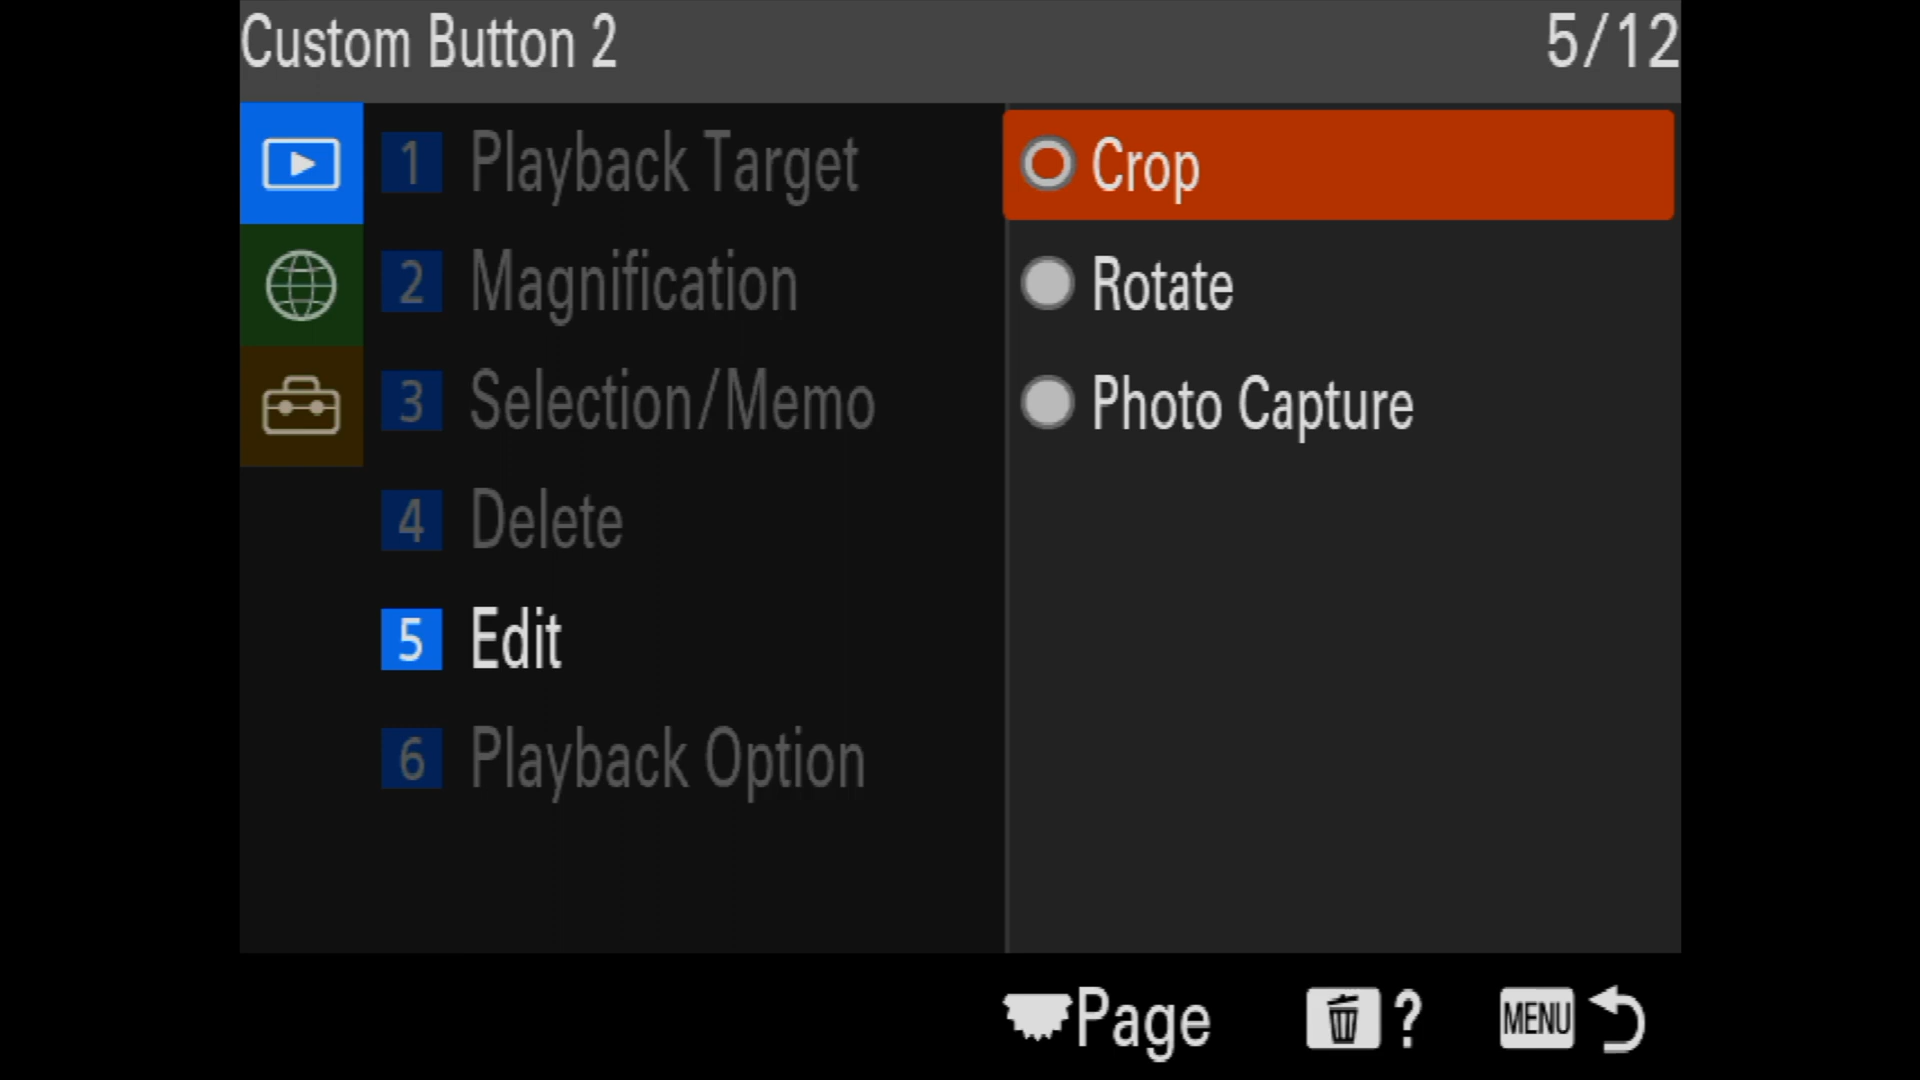 Custom Button 2 5/12
1 Playback Target
2 Magnification
3 Selection/Memo
4 Delete
5 Edit
6 Playback Option
Crop
Rotate
Photo Capture
Page ? MENU